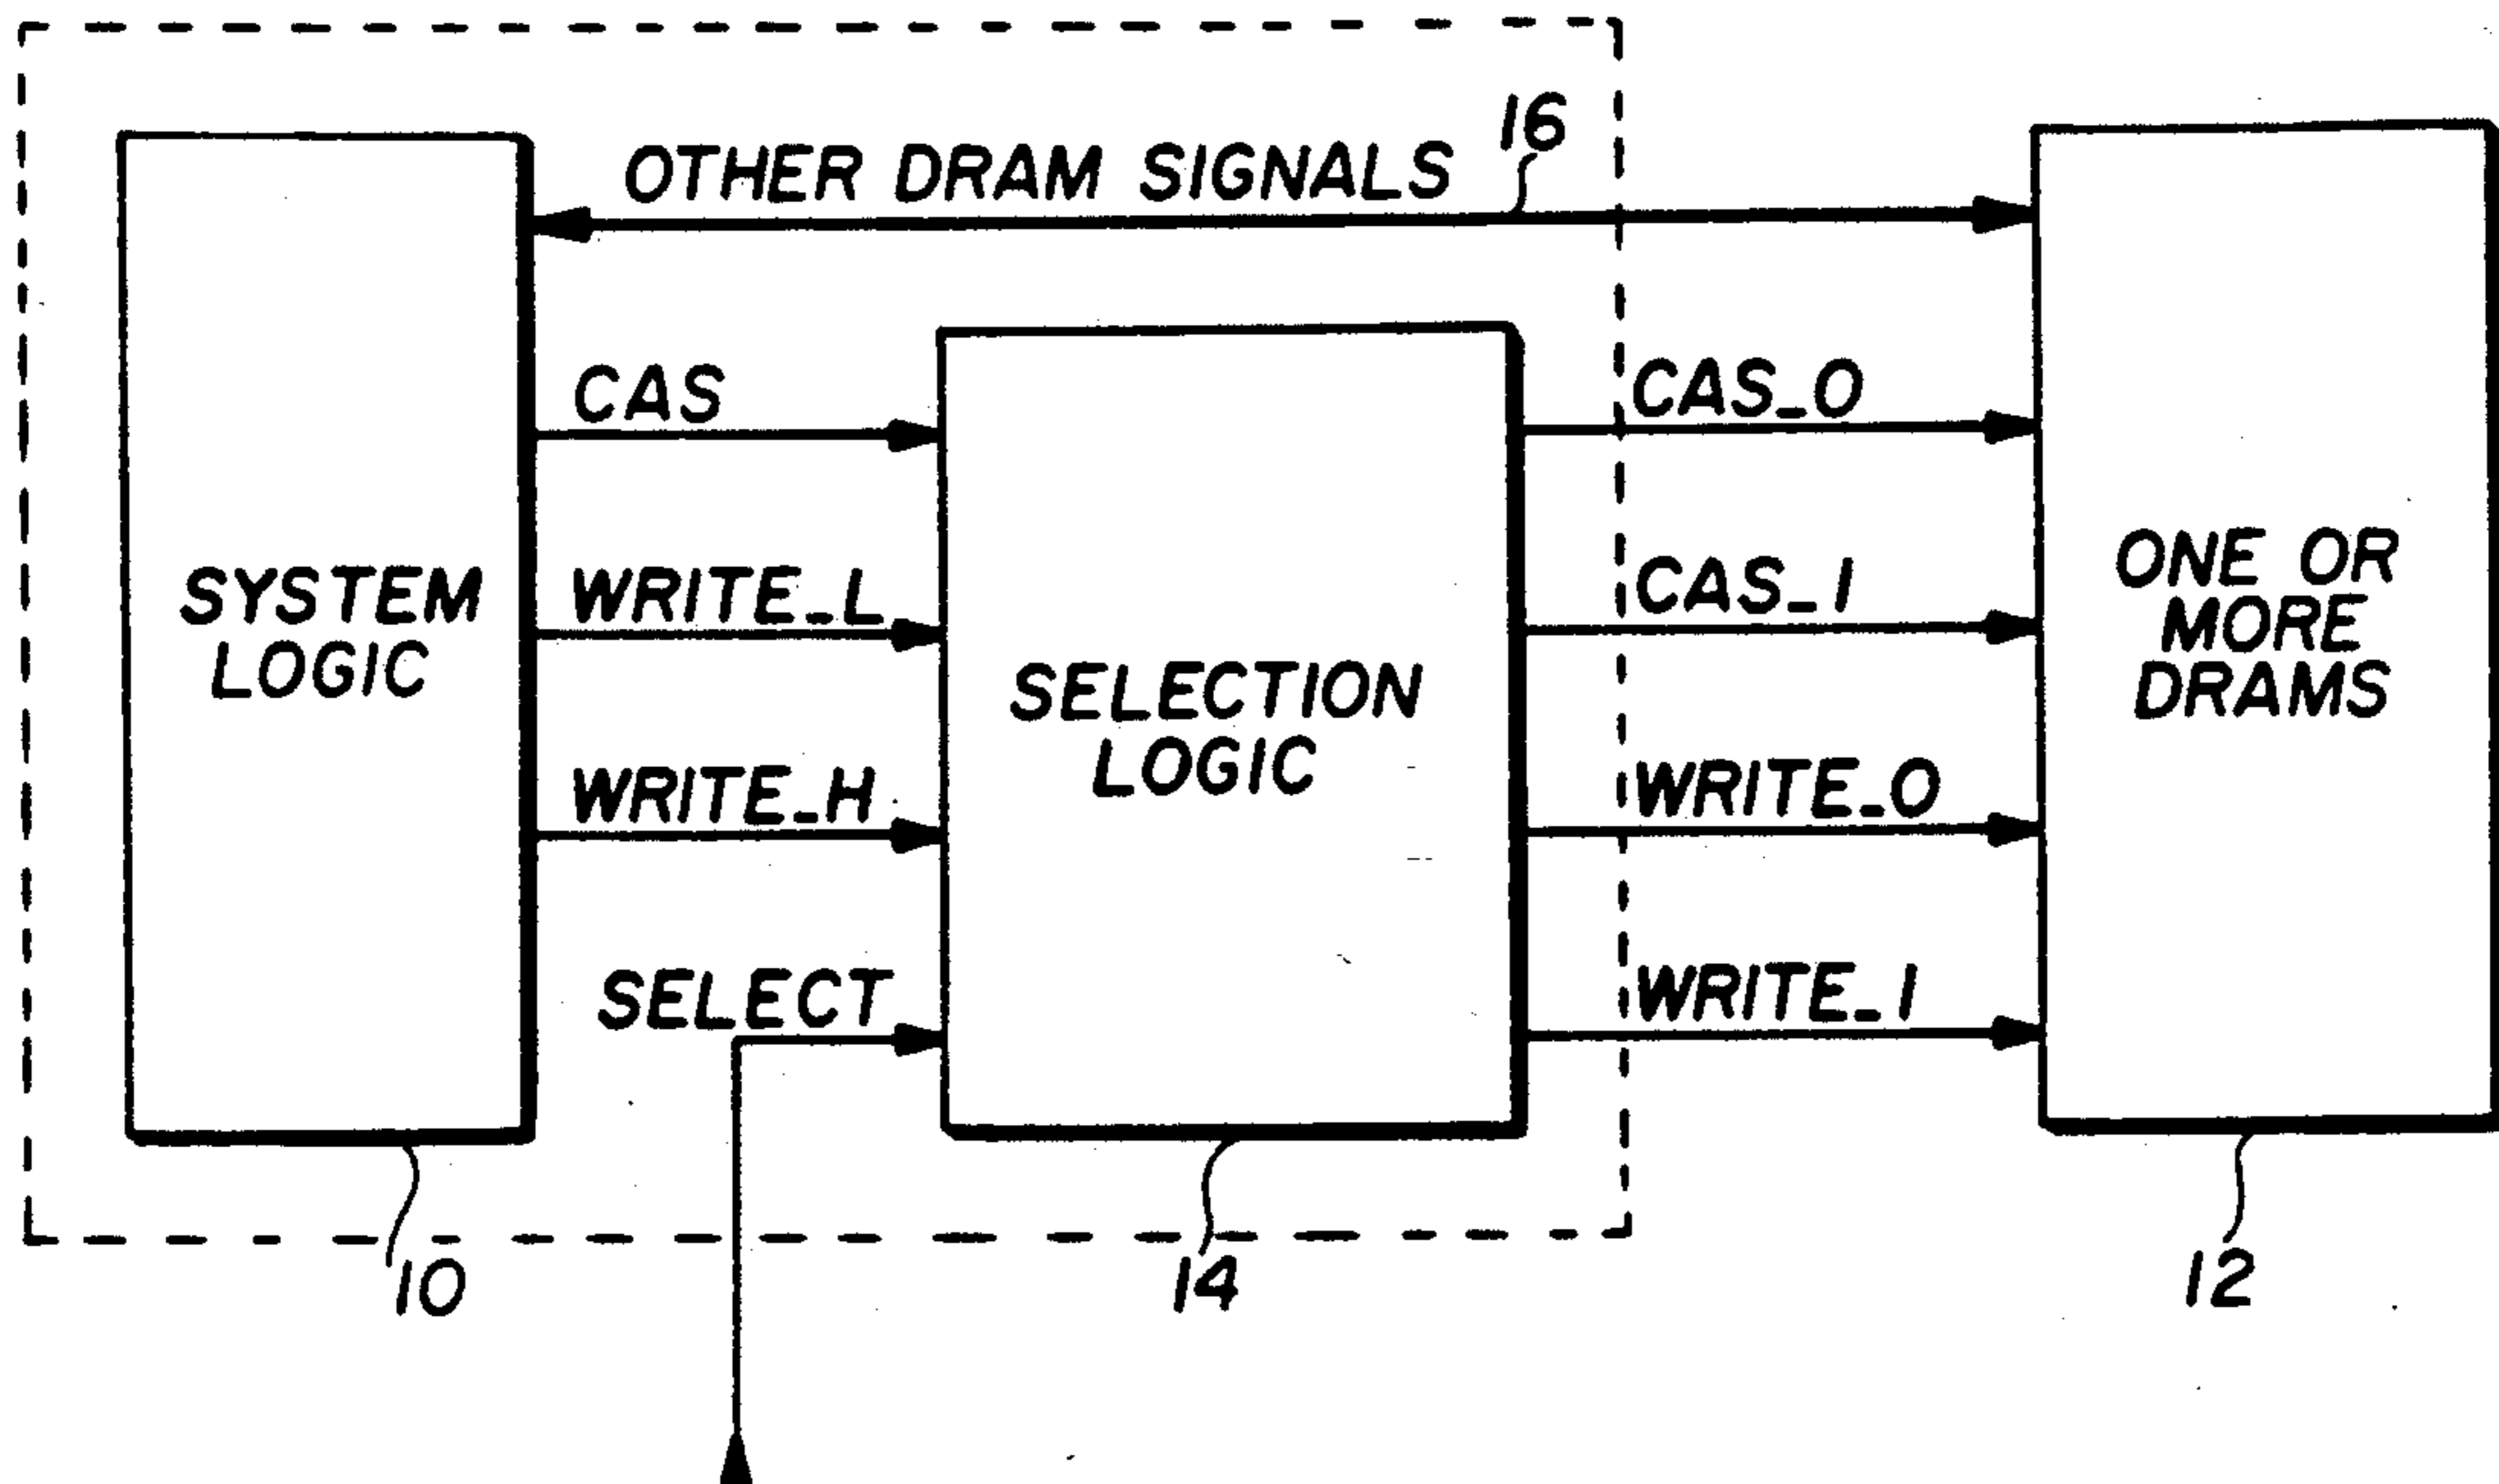 16
OTHER DRAM SIGNALS
CAS
CAS_0
WRITE_L
CAS_1
SYSTEM
LOGIC
ONE OR
MORE
DRAMS
SELECTION
LOGIC
WRITE_H
WRITE_0
SELECT
WRITE_1
10
14
12